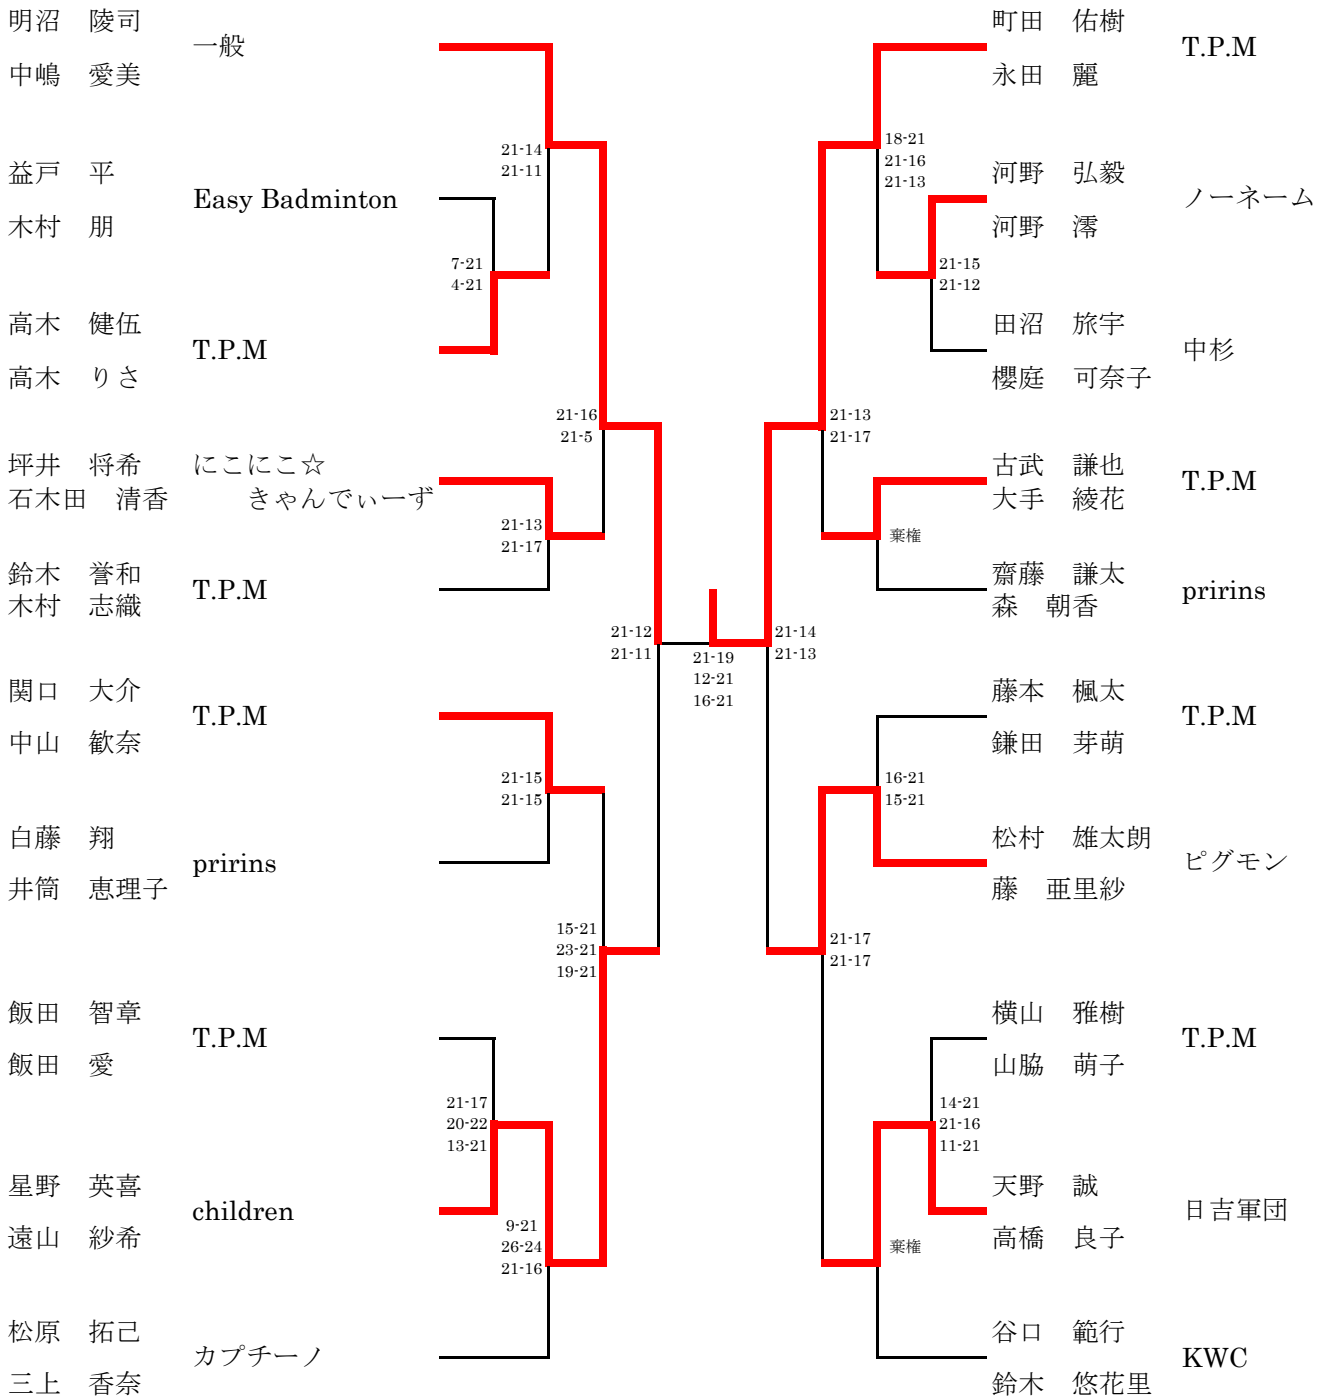 明沼　陵司
一般
中嶋　愛美
21-14
21-11
益戸　平
Easy Badminton
木村　朋
7-21
4-21
高木　健伍
T.P.M
高木　りさ
21-16
21-5
坪井　将希
にこにこ☆
石木田　清香
きゃんでぃーず
21-13
21-17
鈴木　誉和
T.P.M
木村　志織
21-12
21-11
関口　大介
T.P.M
中山　歓奈
21-15
21-15
白藤　翔
pririns
井筒　恵理子
15-21
23-21
19-21
飯田　智章
T.P.M
飯田　愛
21-17
20-22
13-21
星野　英喜
children
遠山　紗希
9-21
26-24
21-16
松原　拓己
カプチーノ
三上　香奈
21-19
12-21
16-21
町田　佑樹
T.P.M
永田　麗
18-21
21-16
21-13
河野　弘毅
ノーネーム
河野　澪
21-15
21-12
田沼　旅宇
中杉
櫻庭　可奈子
21-13
21-17
古武　謙也
T.P.M
大手　綾花
棄権
齋藤　謙太
pririns
森　朝香
21-14
21-13
藤本　楓太
T.P.M
鎌田　芽萌
16-21
15-21
松村　雄太朗
ピグモン
藤　亜里紗
21-17
21-17
横山　雅樹
T.P.M
山脇　萌子
14-21
21-16
11-21
天野　誠
日吉軍団
高橋　良子
棄権
谷口　範行
KWC
鈴木　悠花里